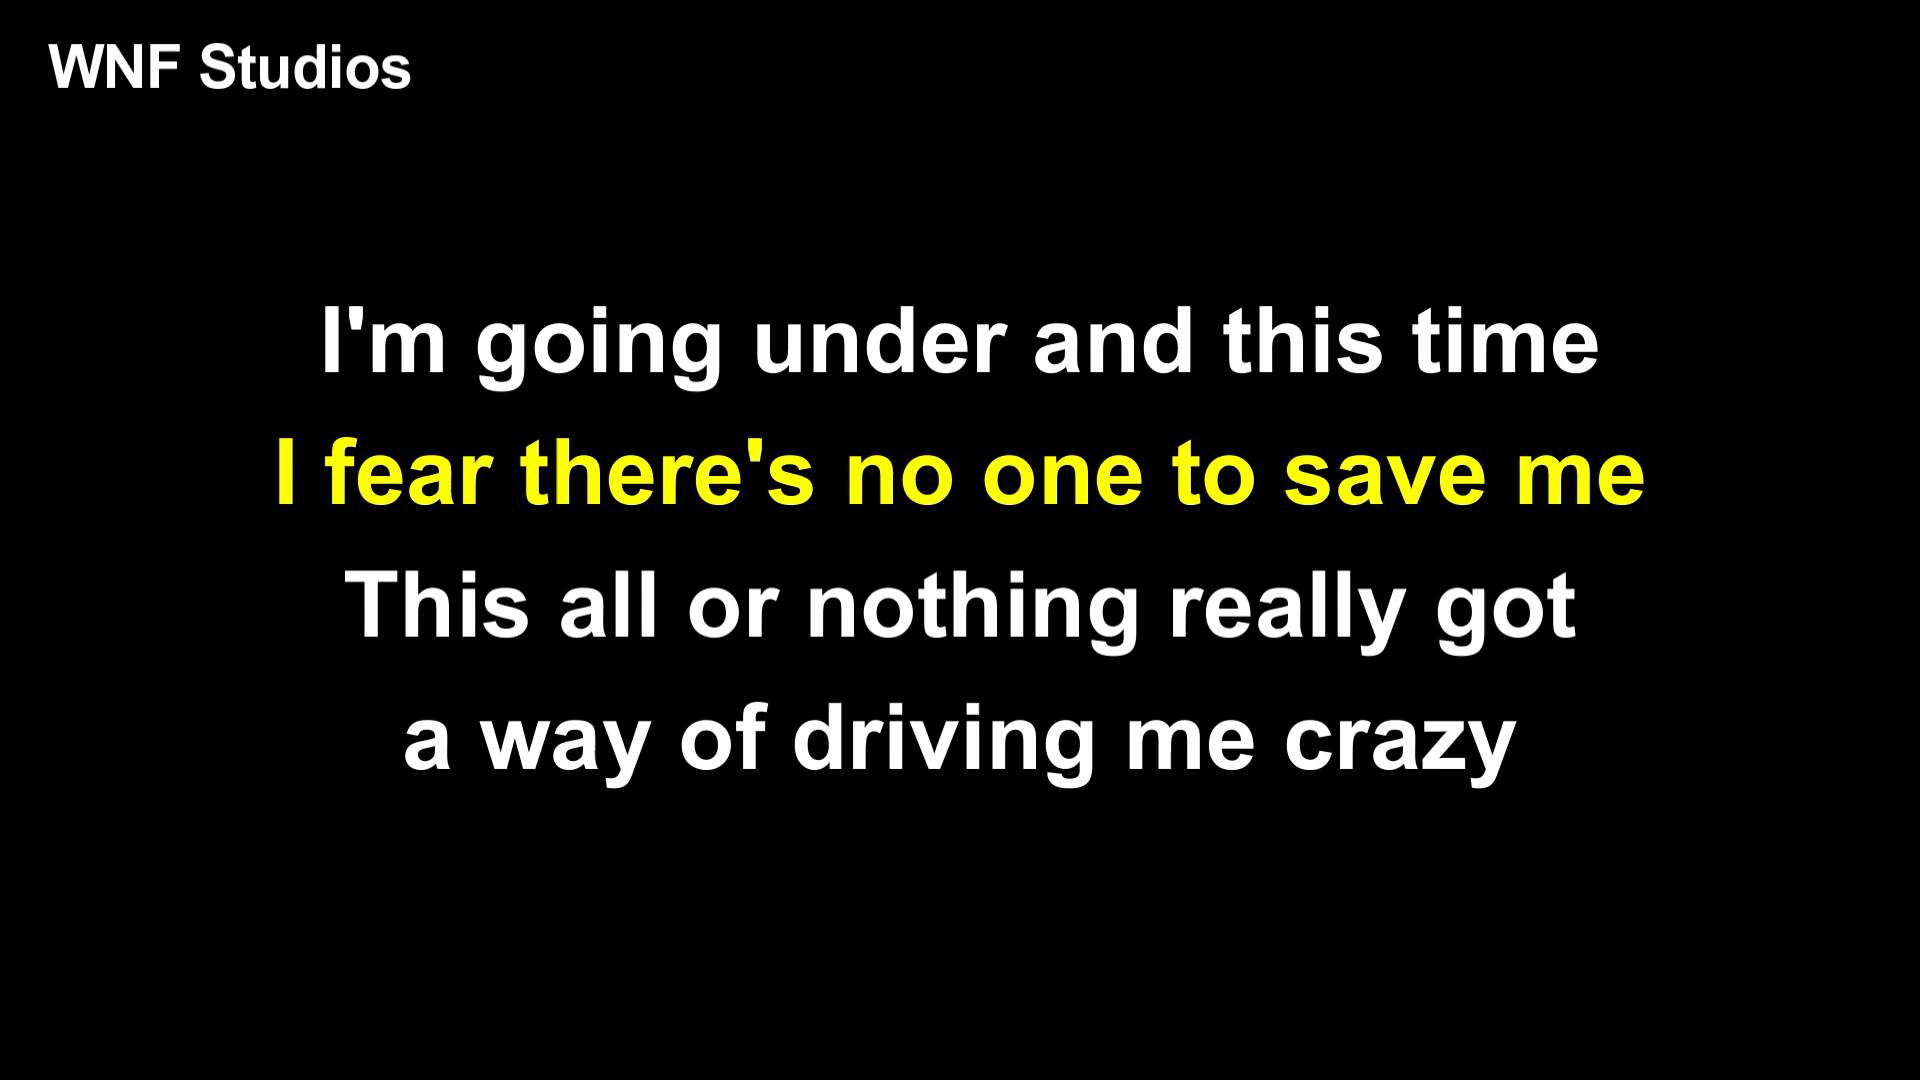 WNF Studios
I'm going under and this time
I fear there's no one to save me
This all or nothing really got
a way of driving me crazy